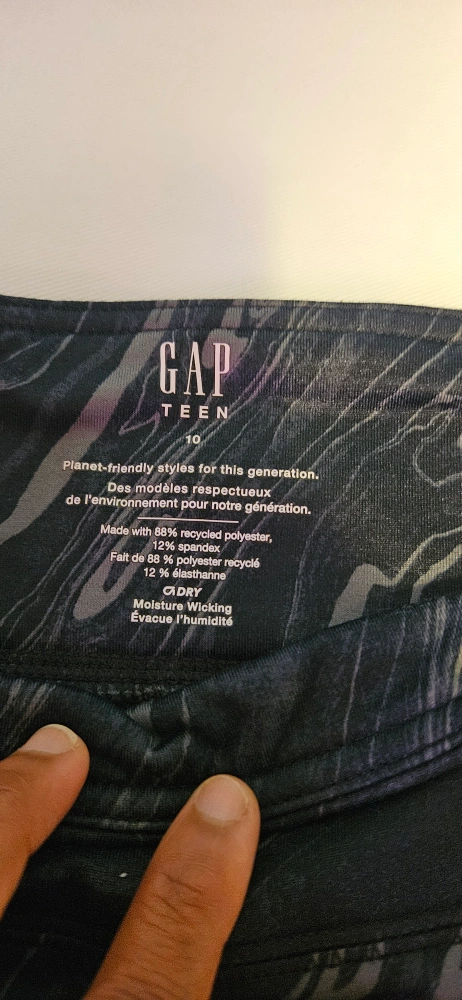 GAP
TEEN
10
Planet-friendly styles for this generation.
Des modèles respectueux
de l'environnement pour notre génération.
Made with 88% recycled polyester,
12% spandex
Fait de 88 % polyester recyclé
12 % élasthanne
DRY
Moisture Wicking
Évacue l'humidité